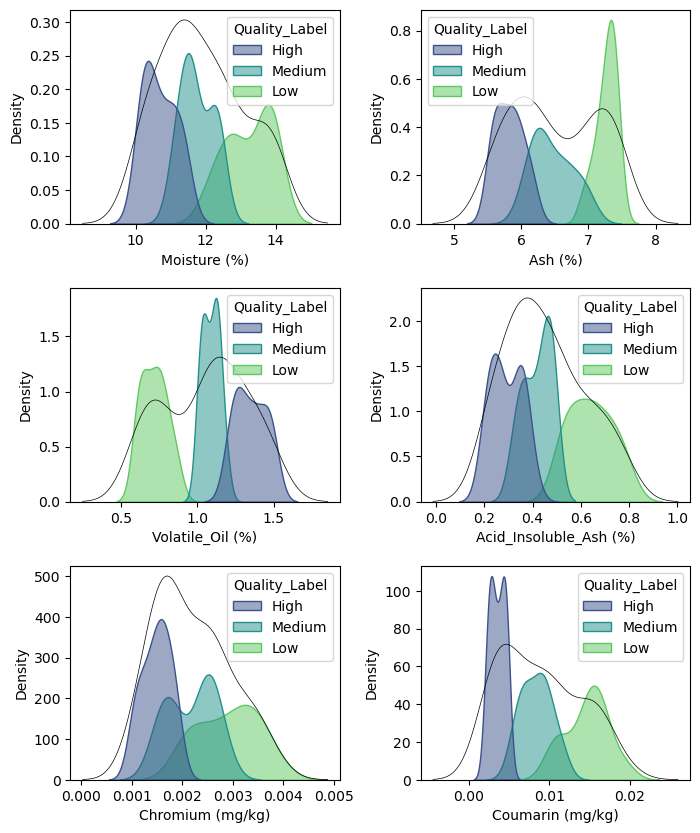 Quality_Label
High
Medium
Low
Density
0.30
0.25
0.20
0.15
0.10
0.05
0.00
10
12
14
Moisture (%)
Quality_Label
High
Medium
Low
Density
0.8
0.6
0.4
0.2
0.0
5
6
7
8
Ash (%)
Quality_Label
High
Medium
Low
Density
1.5
1.0
0.5
0.0
0.5
1.0
1.5
Volatile_Oil (%)
Quality_Label
High
Medium
Low
Density
2.0
1.5
1.0
0.5
0.0
0.0
0.2
0.4
0.6
0.8
1.0
Acid_Insoluble_Ash (%)
Quality_Label
High
Medium
Low
Density
500
400
300
200
100
0
0.000
0.001
0.002
0.003
0.004
0.005
Chromium (mg/kg)
Quality_Label
High
Medium
Low
Density
100
80
60
40
20
0
0.00
0.02
Coumarin (mg/kg)